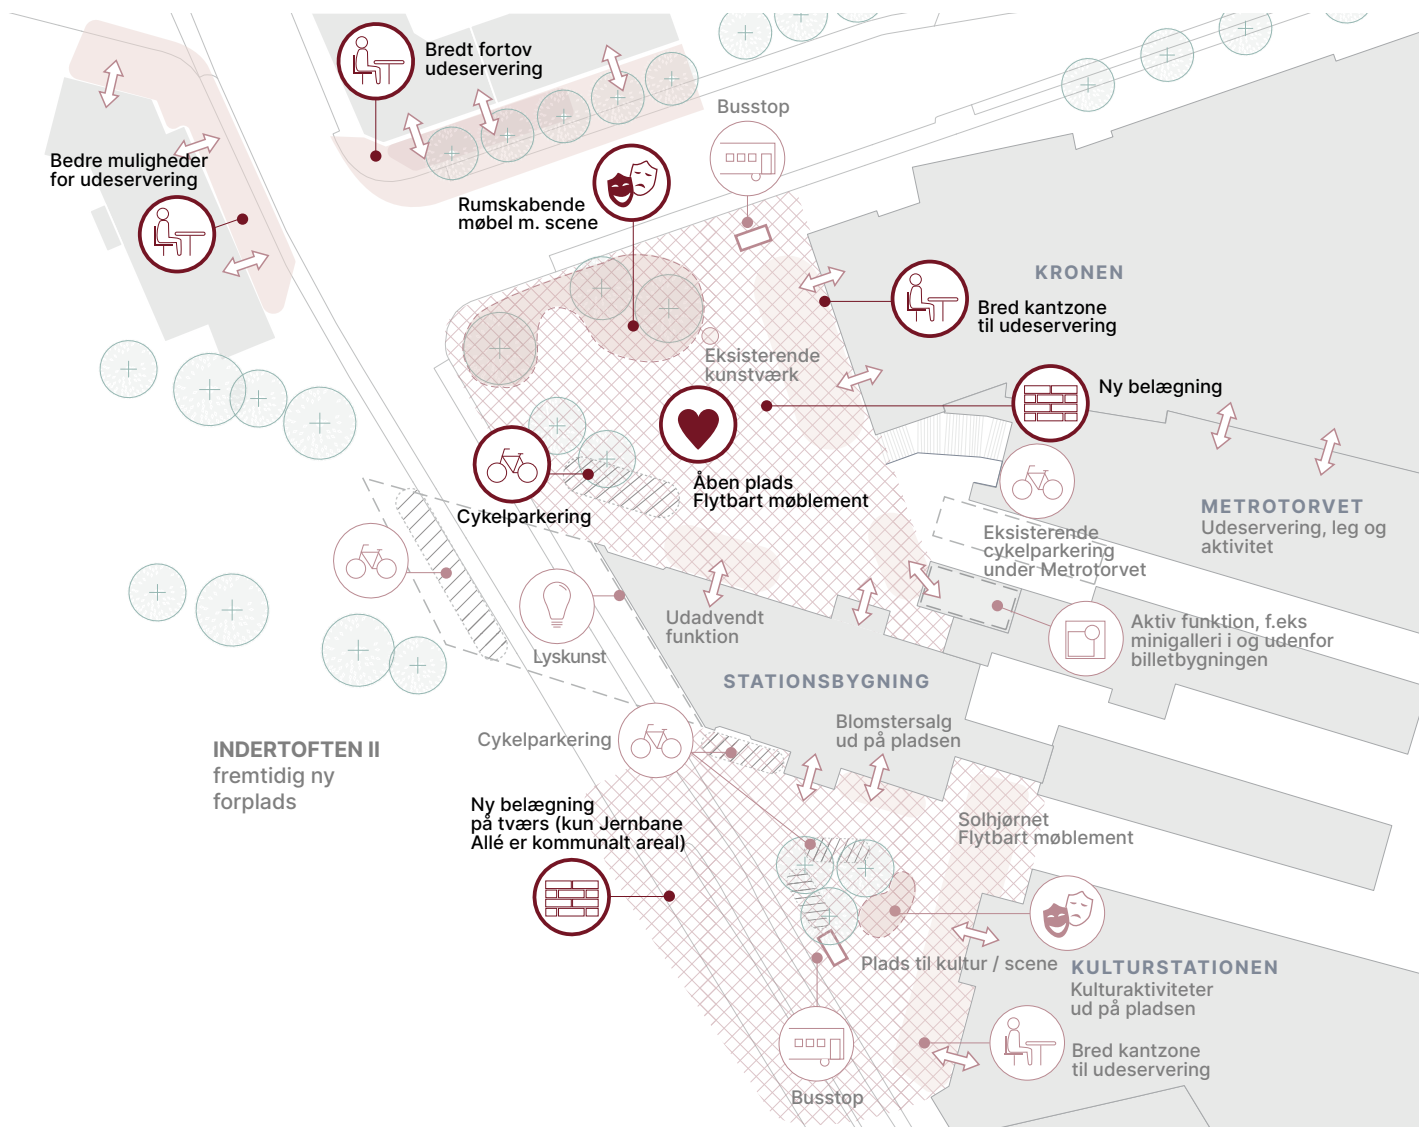 Bredt fortov
udeservering
Busstop
Bedre muligheder
for udeservering
Rumskabende
møbel m. scene
KRONEN
Bred kantzone
til udeservering
Eksisterende
kunstværk
Ny belægning
Åben plads
Flytbart møblement
Cykelparkering
METROTORVET
Udeservering, leg og
aktivitet
Eksisterende
cykelparkering
under Metrotorvet
Udadvendt
funktion
Aktiv funktion, f.eks
minigalleri i og udenfor
billetbygningen
Lyskunst
STATIONSBYGNING
Blomstersalg
ud på pladsen
Cykelparkering
INDERTOFTEN II
fremtidig ny
forplads
Ny belægning
på tværs (kun Jernbane
Allé er kommunalt areal)
Solhjørnet
Flytbart møblement
Plads til kultur / scene
KULTURSTATIONEN
Kulturaktiviteter
ud på pladsen
Bred kantzone
til udeservering
Busstop